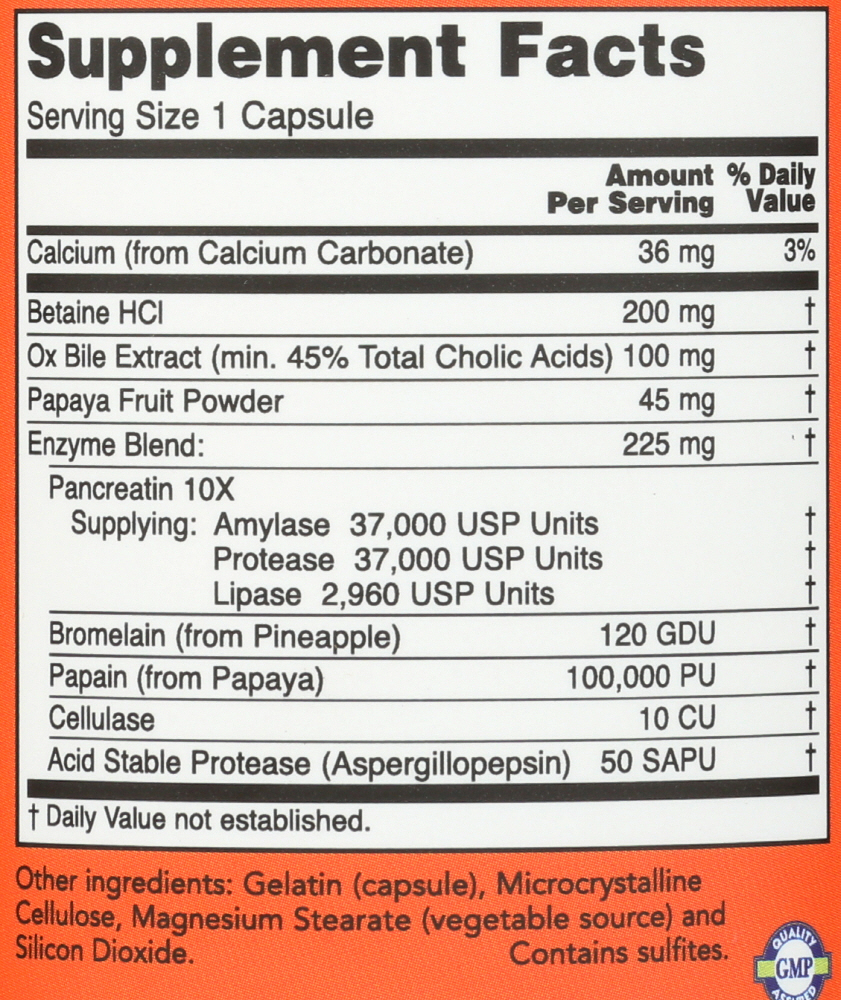 Supplement Facts
Serving Size 1 Capsule
Amount % Daily
Per Serving Value
Calcium (from Calcium Carbonate) 36 mg 3%
Betaine HCl 200 mg †
Ox Bile Extract (min. 45% Total Cholic Acids) 100 mg †
Papaya Fruit Powder 45 mg †
Enzyme Blend: 225 mg †
Pancreatin 10X
Supplying: Amylase 37,000 USP Units †
Protease 37,000 USP Units †
Lipase 2,960 USP Units †
Bromelain (from Pineapple) 120 GDU †
Papain (from Papaya) 100,000 PU †
Cellulase 10 CU †
Acid Stable Protease (Aspergillopepsin) 50 SAPU †
† Daily Value not established.
Other ingredients: Gelatin (capsule), Microcrystalline
Cellulose, Magnesium Stearate (vegetable source) and
Silicon Dioxide. Contains sulfites.
QUALITY
GMP